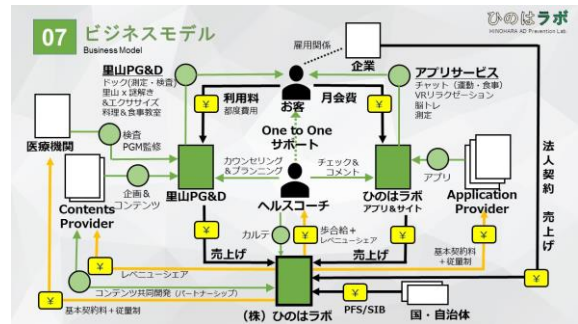 07
ビジネスモデル
Business Model
ひのはラボ
HINOHARA AD Prevention Lab
雇用関係
企業
里山PG&D
ドック(測定・検査)
里山 x 謎解き
&エクササイズ
料理&食事教室
アプリサービス
チャット(運動・食事)
VRリラクゼーション
脳トレ
測定
お客
¥
利用料
都度費用
月会費
¥
医療機関
検査
PGM監修
One to One
サポート
カウンセリング
&プランニング
チェック&
コメント
アプリ
法人契約 売上げ
企画&
コンテンツ
Contents
Provider
里山PG&D
ヘルスコーチ
ひのはラボ
アプリ&サイト
Application
Provider
カルテ
¥
歩合給+
レベニューシェア
¥
売上げ
¥
売上げ
¥
¥
レベニューシェア
¥
基本契約料
+従量制
コンテンツ共同開発(パートナーシップ)
¥
基本契約料+従量制
(株)ひのはラボ
¥
PFS/SIB
国・自治体